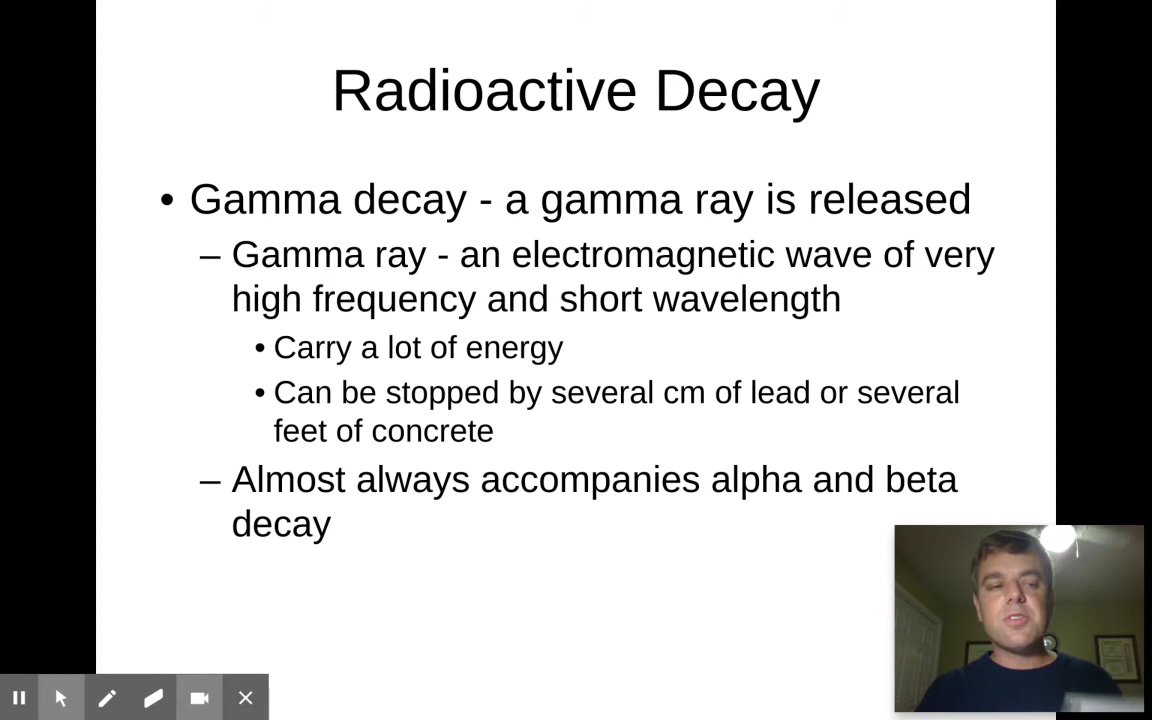 Radioactive Decay
• Gamma decay - a gamma ray is released
– Gamma ray - an electromagnetic wave of very
high frequency and short wavelength
• Carry a lot of energy
• Can be stopped by several cm of lead or several
feet of concrete
– Almost always accompanies alpha and beta
decay